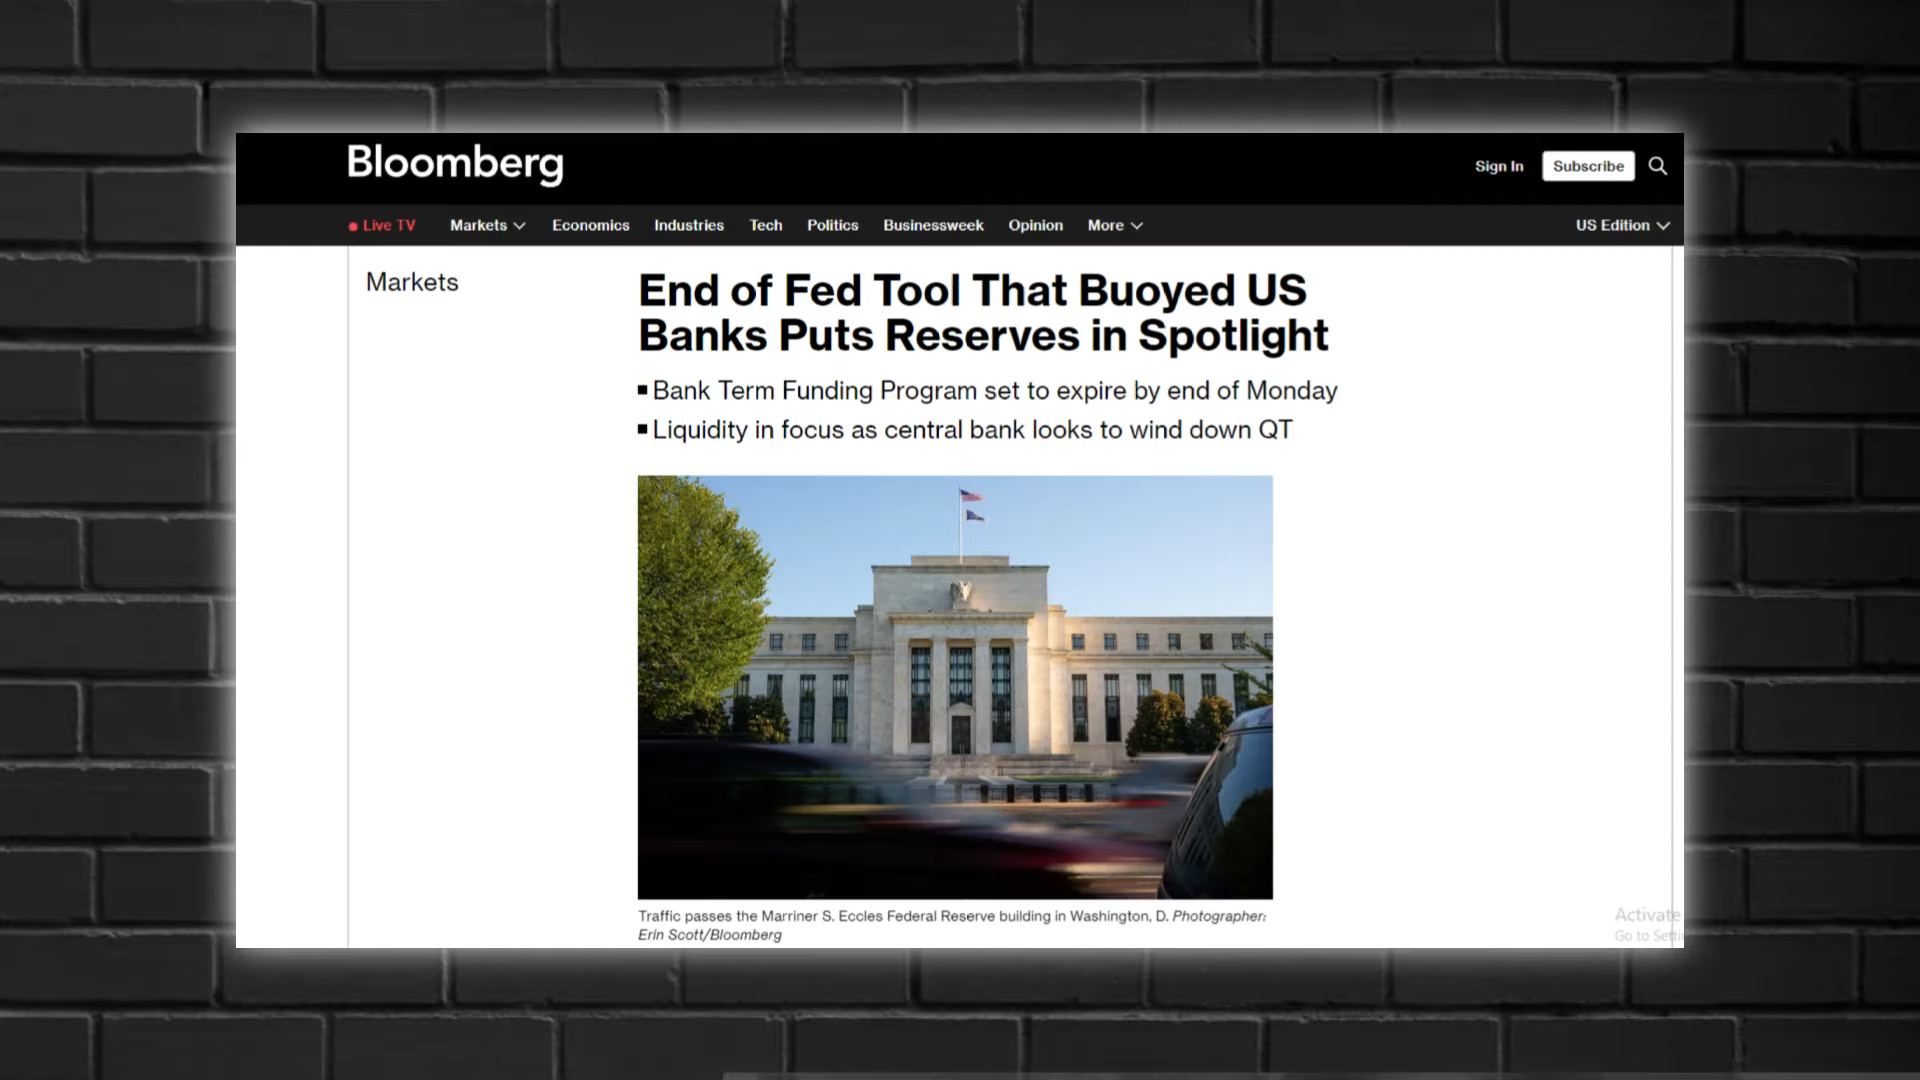 Bloomberg
Sign In
Subscribe
Live TV
Markets
Economics
Industries
Tech
Politics
Businessweek
Opinion
More
US Edition
Markets
End of Fed Tool That Buoyed US
Banks Puts Reserves in Spotlight
Bank Term Funding Program set to expire by end of Monday
Liquidity in focus as central bank looks to wind down QT
Traffic passes the Marriner S. Eccles Federal Reserve building in Washington, D. Photographer:
Erin Scott/Bloomberg
Activate
Go to Setti